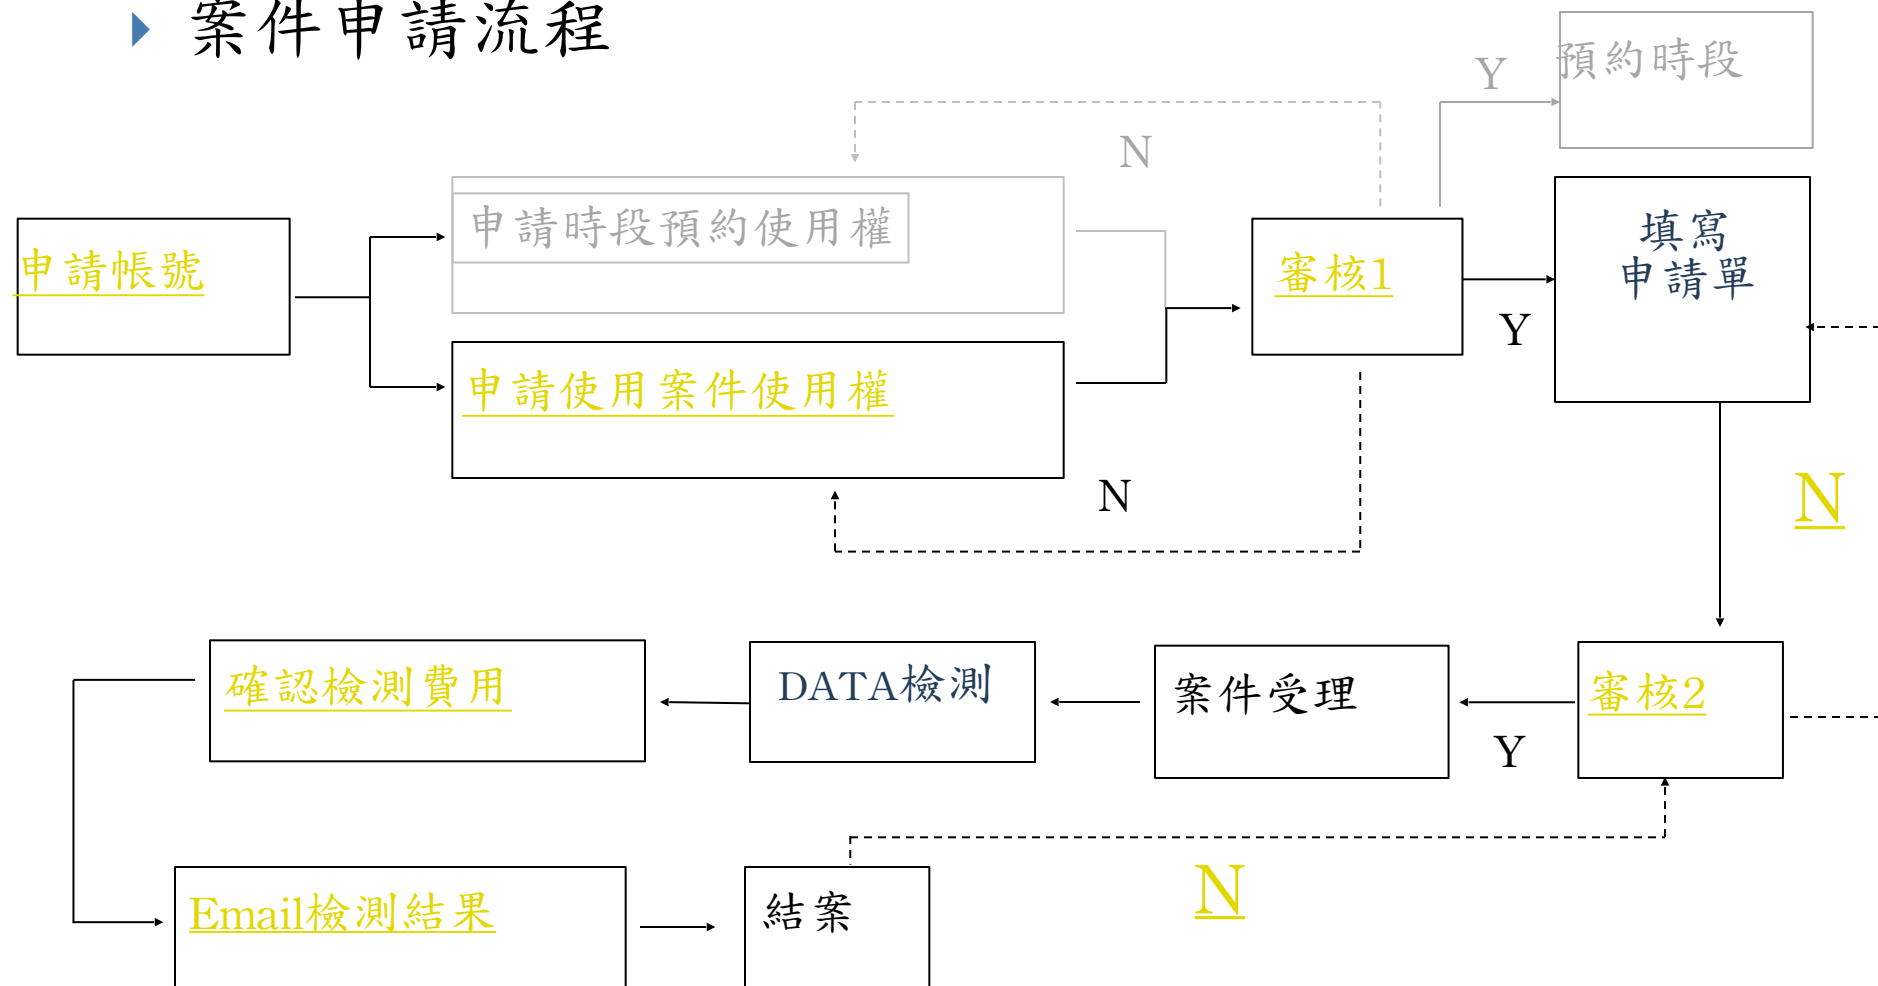 案件申請流程
預約時段
Y
N
申請時段預約使用權
申請帳號
審核1
填寫
申請單
Y
申請使用案件使用權
N
N
確認檢測費用
DATA檢測
案件受理
審核2
Y
Email檢測結果
結案
N